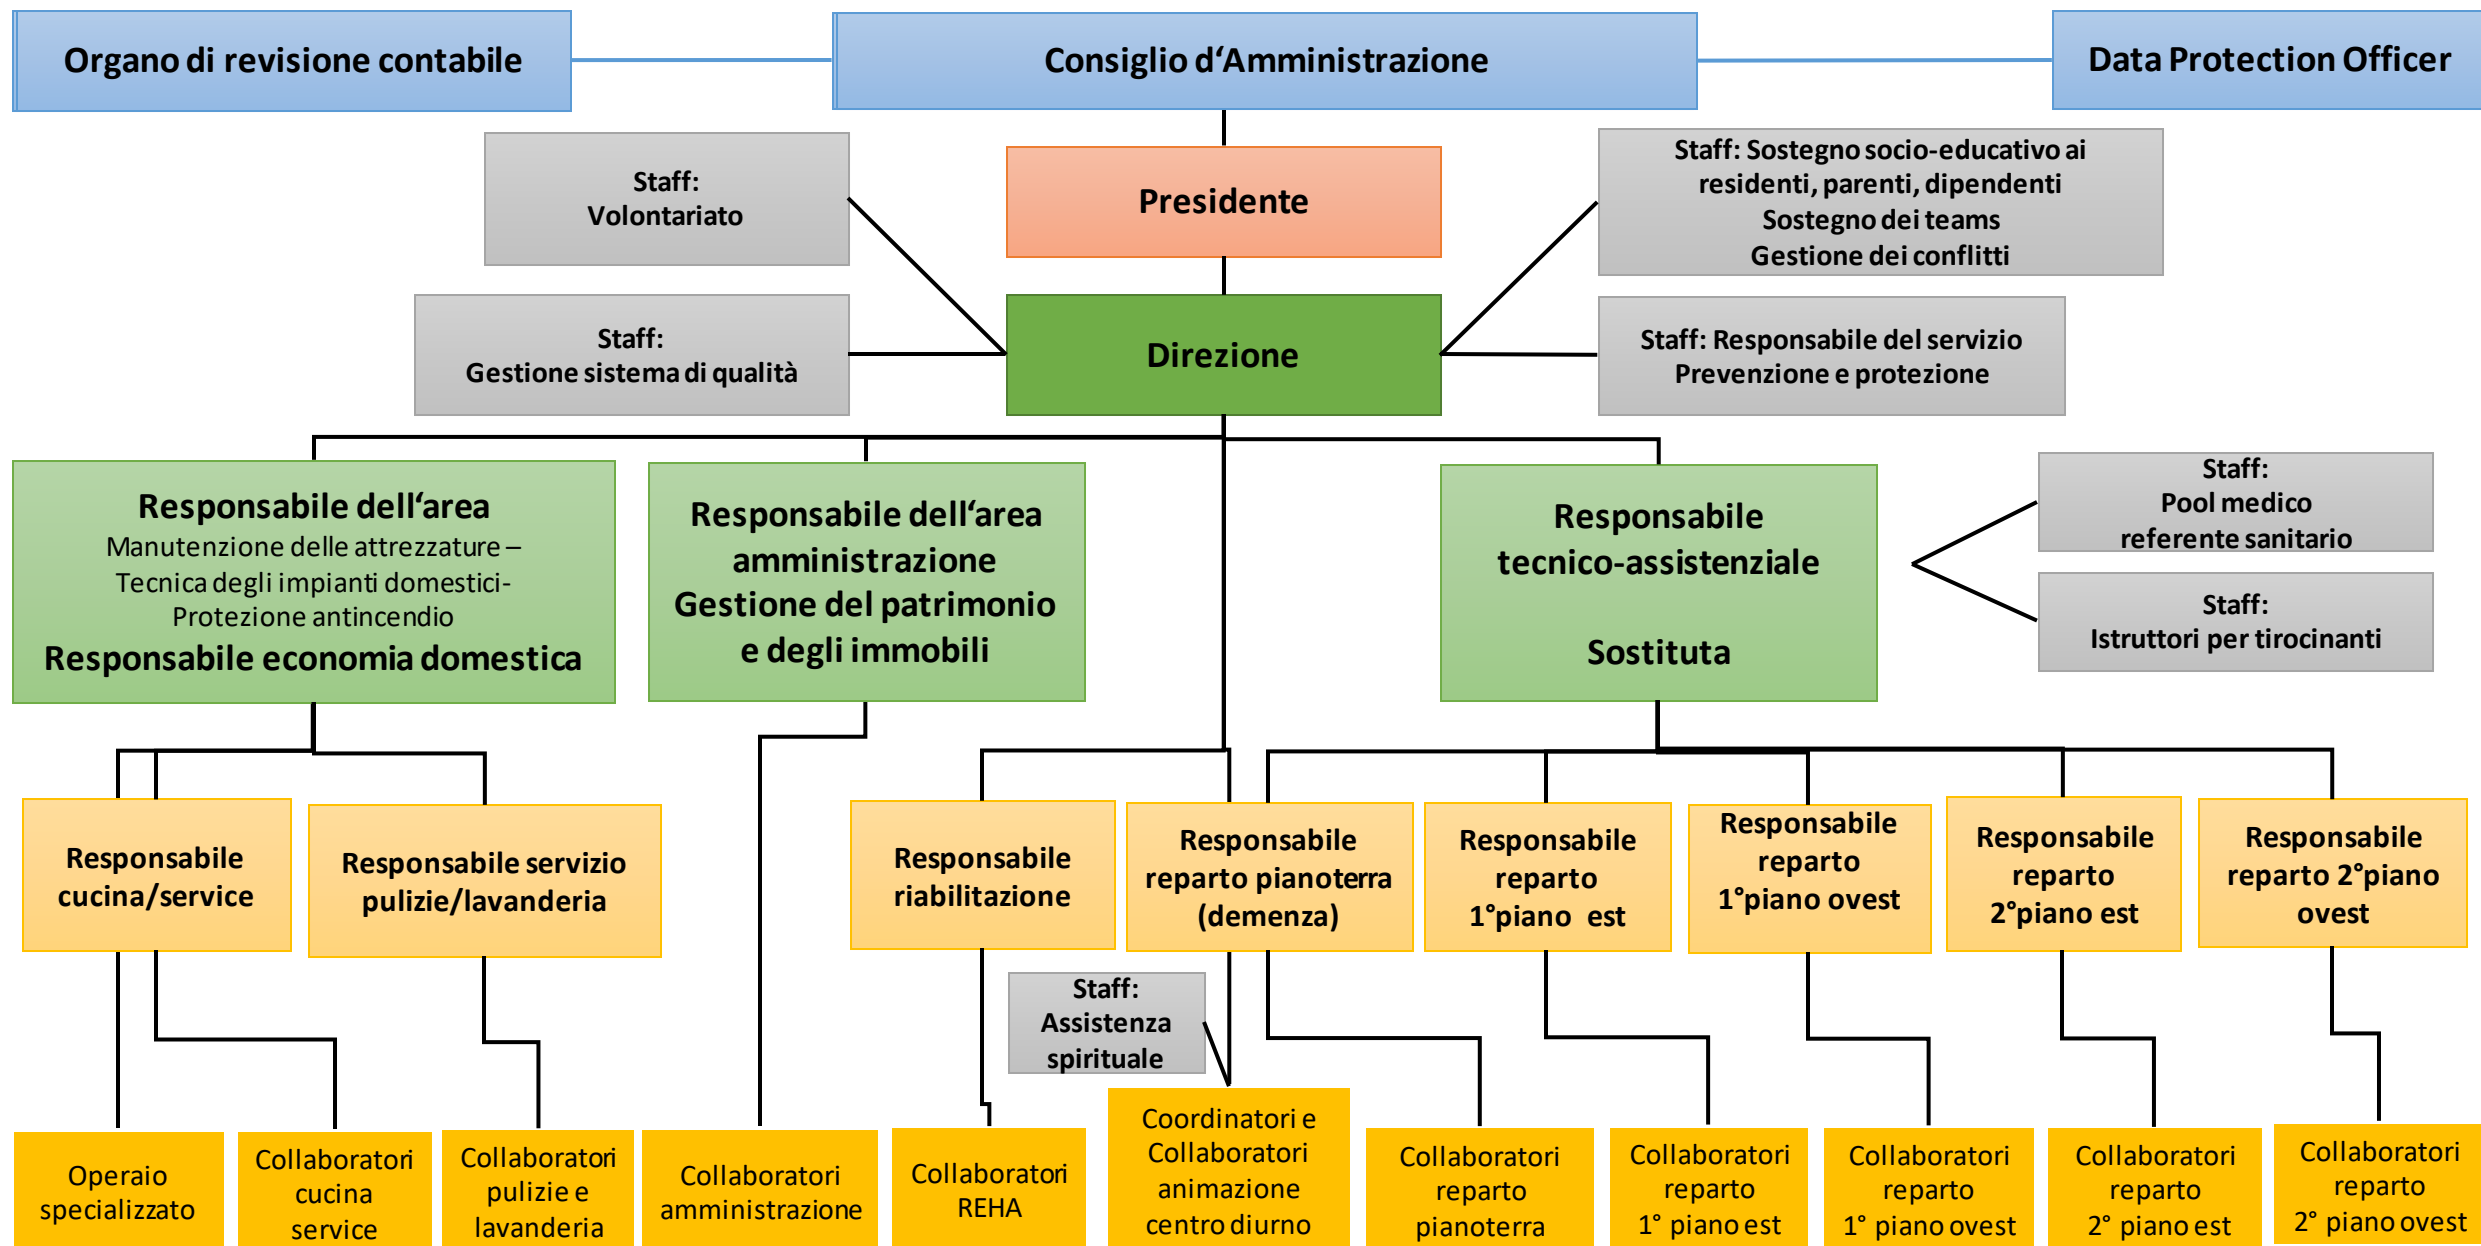 Organo di revisione contabile
Consiglio d‘Amministrazione
Data Protection Officer
Staff:
Volontariato
Presidente
Staff: Sostegno socio-educativo ai
residenti, parenti, dipendenti
Sostegno dei teams
Gestione dei conflitti
Staff:
Gestione sistema di qualità
Direzione
Staff: Responsabile del servizio
Prevenzione e protezione
Responsabile dell‘area
Manutenzione delle attrezzature –
Tecnica degli impianti domestici-
Protezione antincendio
Responsabile economia domestica
Responsabile dell‘area
amministrazione
Gestione del patrimonio
e degli immobili
Responsabile
tecnico-assistenziale
Sostituta
Staff:
Pool medico
referente sanitario
Staff:
Istruttori per tirocinanti
Responsabile
cucina/service
Responsabile servizio
pulizie/lavanderia
Responsabile
riabilitazione
Responsabile
reparto pianoterra
(demenza)
Responsabile
reparto
1°piano est
Responsabile
reparto
1°piano ovest
Responsabile
reparto
2°piano est
Responsabile
reparto 2°piano
ovest
Staff:
Assistenza
spirituale
Operaio
specializzato
Collaboratori
cucina
service
Collaboratori
pulizie e
lavanderia
Collaboratori
amministrazione
Collaboratori
REHA
Coordinatori e
Collaboratori
animazione
centro diurno
Collaboratori
reparto
pianoterra
Collaboratori
reparto
1° piano est
Collaboratori
reparto
1° piano ovest
Collaboratori
reparto
2° piano est
Collaboratori
reparto
2° piano ovest